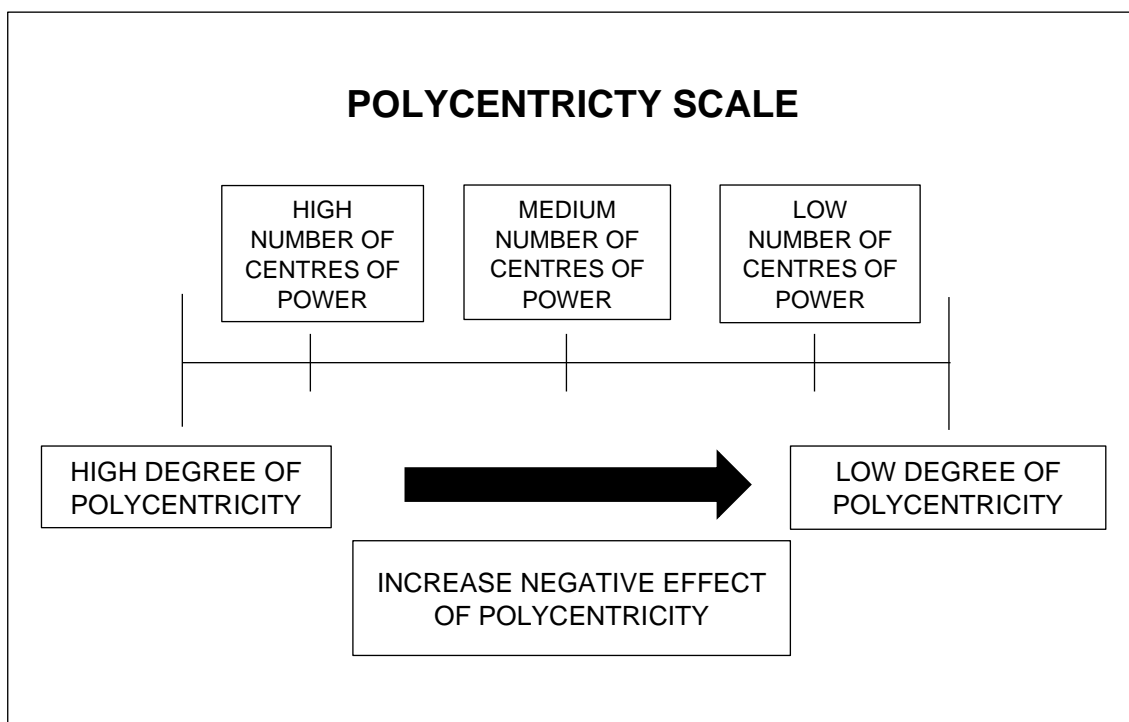 POLYCENTRICTY SCALE
HIGH
NUMBER OF
CENTRES OF
POWER
MEDIUM
NUMBER OF
CENTRES OF
POWER
LOW
NUMBER OF
CENTRES OF
POWER
HIGH DEGREE OF
POLYCENTRICITY
LOW DEGREE OF
POLYCENTRICITY
INCREASE NEGATIVE EFFECT
OF POLYCENTRICITY